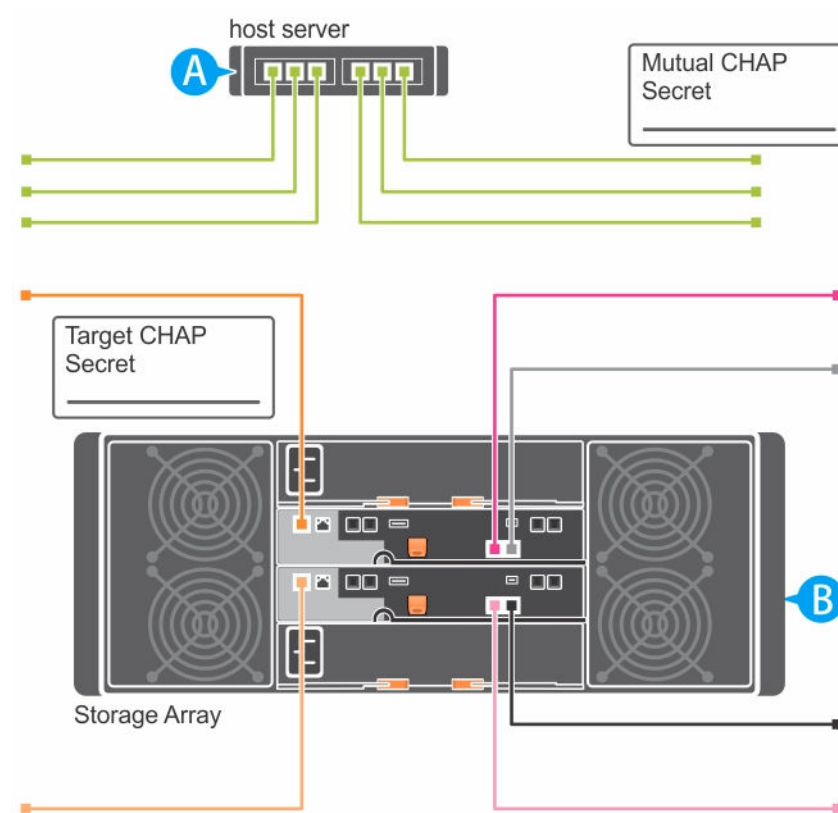 host server
A
Mutual CHAP
Secret
Target CHAP
Secret
B
Storage Array